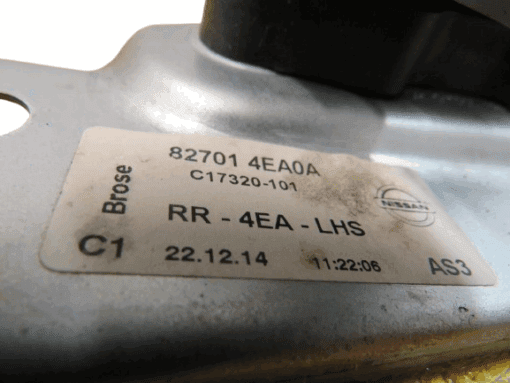 82701 4EA0A
C17320-101
Brose
NISSAN
RR - 4EA - LHS
C1 22.12.14 11:22:06 AS3